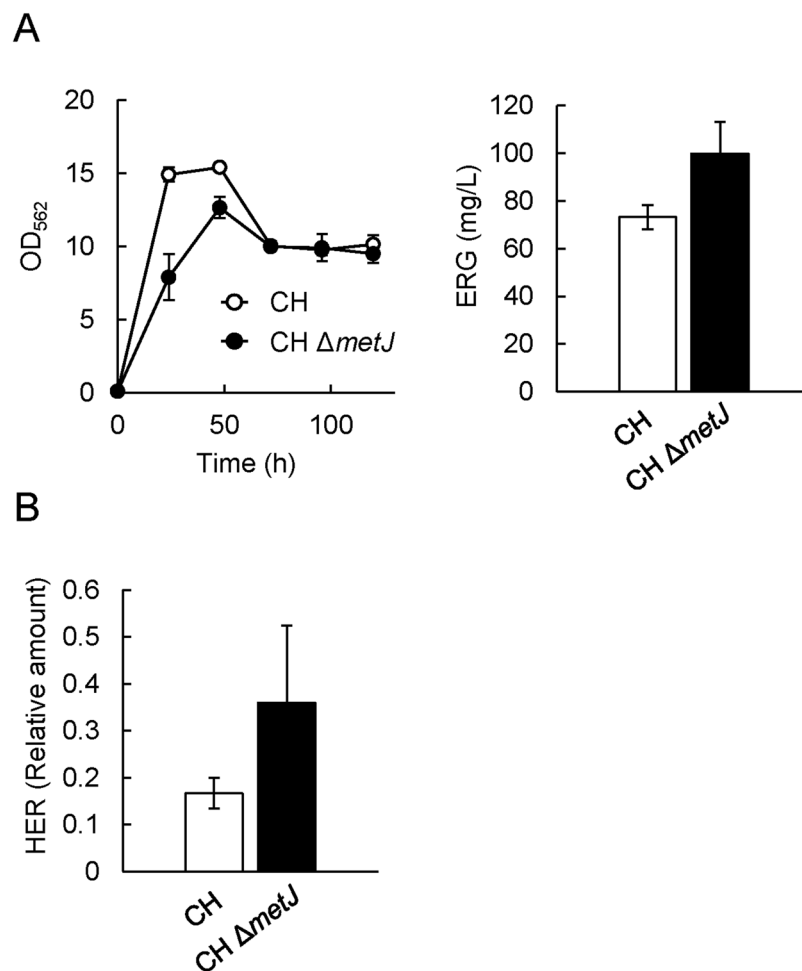 A
20
15
10
5
0
OD₅₆₂
CH
CH ΔmetJ
0
50
100
Time (h)
120
100
80
60
40
20
0
ERG (mg/L)
CH
CH ΔmetJ
B
0.6
0.5
0.4
0.3
0.2
0.1
0
HER (Relative amount)
CH
CH ΔmetJ